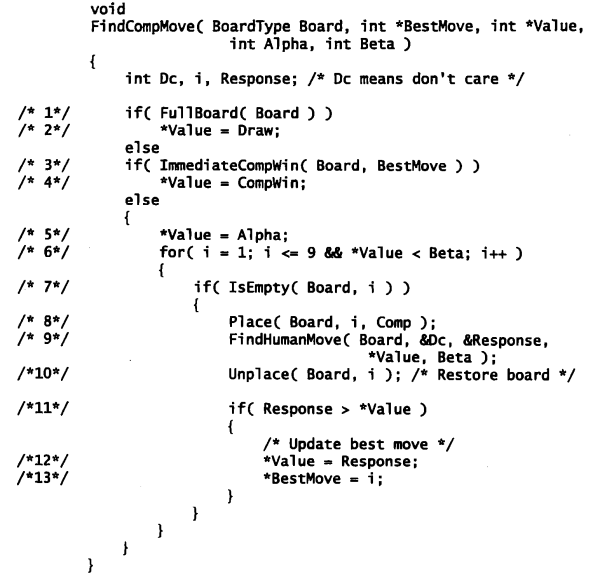 void
FindCompMove( BoardType Board, int *BestMove, int *Value,
int Alpha, int Beta )
{
int Dc, i, Response; /* Dc means don't care */
/* 1*/ if( FullBoard( Board ) )
/* 2*/ *Value = Draw;
else
/* 3*/ if( ImmediateCompWin( Board, BestMove ) )
/* 4*/ *Value = CompWin;
else
{
/* 5*/ *Value = Alpha;
/* 6*/ for( i = 1; i <= 9 && *Value < Beta; i++ )
{
/* 7*/ if( IsEmpty( Board, i ) )
{
/* 8*/ Place( Board, i, Comp );
/* 9*/ FindHumanMove( Board, &Dc, &Response,
*Value, Beta );
/*10*/ Unplace( Board, i ); /* Restore board */
/*11*/ if( Response > *Value )
{
/* Update best move */
/*12*/ *Value = Response;
/*13*/ *BestMove = i;
}
}
}
}
}